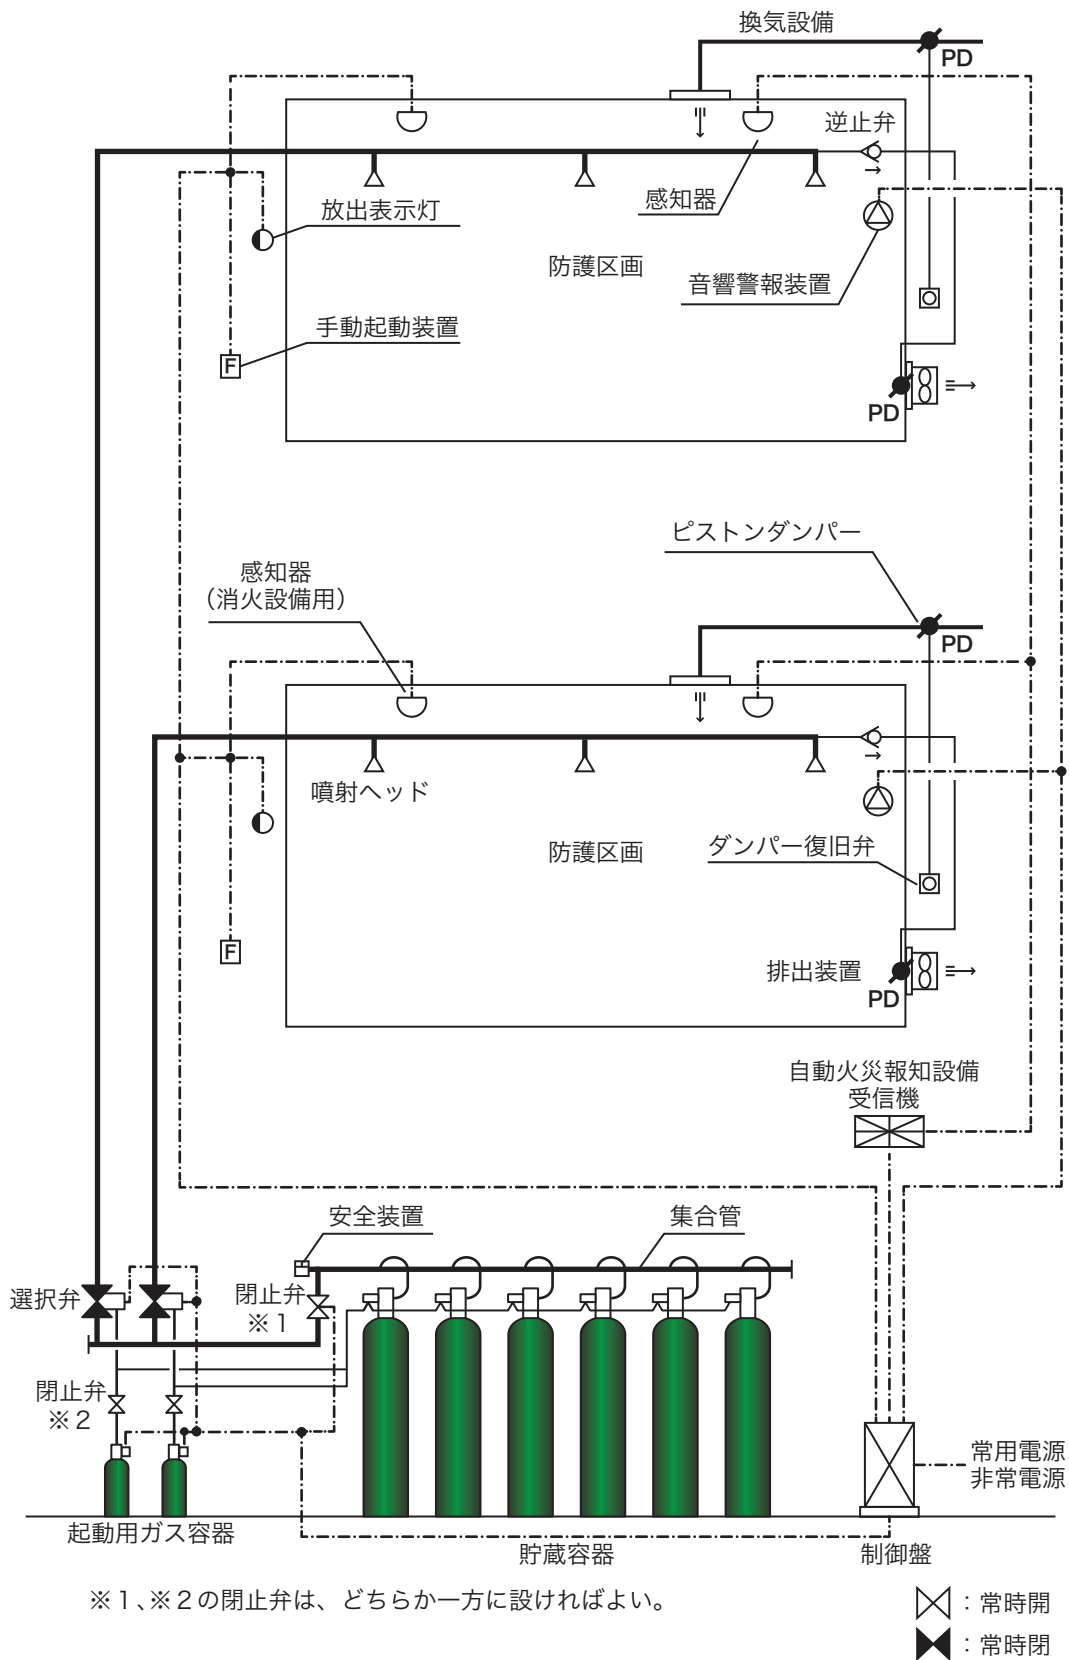 換気設備
PD
逆止弁
感知器
放出表示灯
防護区画
音響警報装置
手動起動装置
F
PD
ピストンダンパー
感知器
(消火設備用)
PD
噴射ヘッド
防護区画
ダンパー復旧弁
F
排出装置
PD
自動火災報知設備
受信機
安全装置
集合管
選択弁
閉止弁
※1
閉止弁
※2
常用電源
非常電源
起動用ガス容器
貯蔵容器
制御盤
※1、※2の閉止弁は、どちらか一方に設ければよい。
:常時開
:常時閉